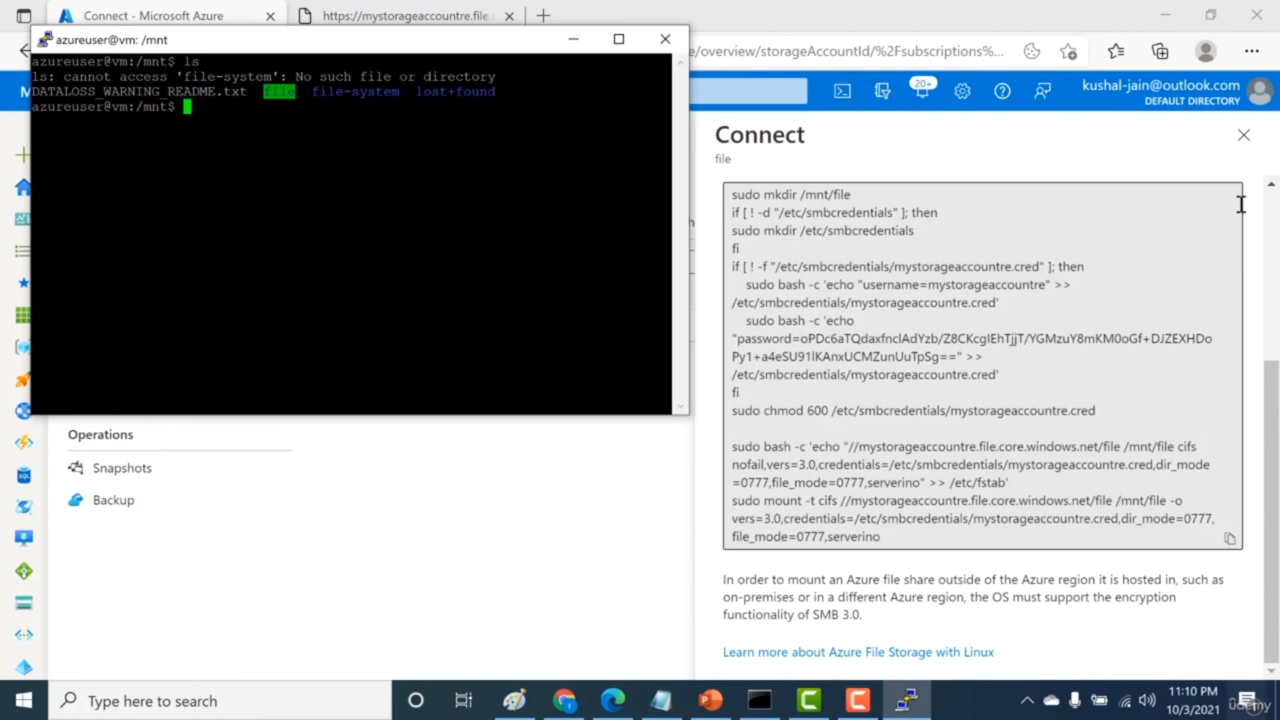 Connect - Microsoft Azure
https://mystorageaccountre.file.c
azureuser@vm: /mnt
e/overview/storageAccountId/%2Fsubscriptions%...
azureuser@vm:/mnt$ ls
ls: cannot access 'file-system': No such file or directory
DATALOSS_WARNING_README.txt file file-system lost+found
azureuser@vm:/mnt$
M
20+
kushal-jain@outlook.com
DEFAULT DIRECTORY
Connect
file
sudo mkdir /mnt/file
if [ ! -d "/etc/smbcredentials" ]; then
sudo mkdir /etc/smbcredentials
fi
if [ ! -f "/etc/smbcredentials/mystorageaccountre.cred" ]; then
sudo bash -c 'echo "username=mystorageaccountre" >>
/etc/smbcredentials/mystorageaccountre.cred'
sudo bash -c 'echo
"password=oPDc6aTQdaxfnclAdYzb/Z8CKcgIEhTjjT/YGMzuY8mKM0oGf+DJZEXHDo
Py1+a4eSU91lKAnxUCMZunUuTpSg==" >>
/etc/smbcredentials/mystorageaccountre.cred'
fi
sudo chmod 600 /etc/smbcredentials/mystorageaccountre.cred
sudo bash -c 'echo "//mystorageaccountre.file.core.windows.net/file /mnt/file cifs
nofail,vers=3.0,credentials=/etc/smbcredentials/mystorageaccountre.cred,dir_mode
=0777,file_mode=0777,serverino" >> /etc/fstab'
sudo mount -t cifs //mystorageaccountre.file.core.windows.net/file /mnt/file -o
vers=3.0,credentials=/etc/smbcredentials/mystorageaccountre.cred,dir_mode=0777,
file_mode=0777,serverino
Operations
Snapshots
Backup
In order to mount an Azure file share outside of the Azure region it is hosted in, such as
on-premises or in a different Azure region, the OS must support the encryption
functionality of SMB 3.0.
Learn more about Azure File Storage with Linux
Type here to search
11:10 PM
10/3/2021
udemy